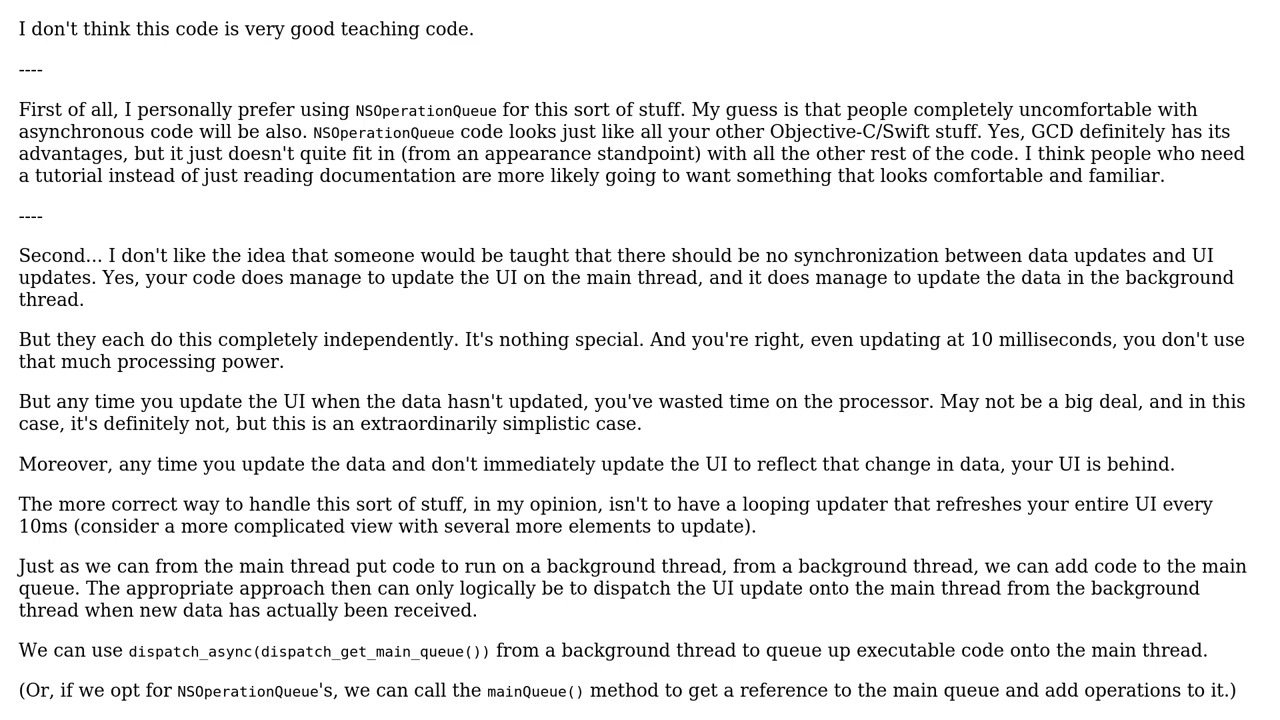 I don't think this code is very good teaching code.
----
First of all, I personally prefer using NSOperationQueue for this sort of stuff. My guess is that people completely uncomfortable with
asynchronous code will be also. NSOperationQueue code looks just like all your other Objective-C/Swift stuff. Yes, GCD definitely has its
advantages, but it just doesn't quite fit in (from an appearance standpoint) with all the other rest of the code. I think people who need
a tutorial instead of just reading documentation are more likely going to want something that looks comfortable and familiar.
----
Second... I don't like the idea that someone would be taught that there should be no synchronization between data updates and UI
updates. Yes, your code does manage to update the UI on the main thread, and it does manage to update the data in the background
thread.
But they each do this completely independently. It's nothing special. And you're right, even updating at 10 milliseconds, you don't use
that much processing power.
But any time you update the UI when the data hasn't updated, you've wasted time on the processor. May not be a big deal, and in this
case, it's definitely not, but this is an extraordinarily simplistic case.
Moreover, any time you update the data and don't immediately update the UI to reflect that change in data, your UI is behind.
The more correct way to handle this sort of stuff, in my opinion, isn't to have a looping updater that refreshes your entire UI every
10ms (consider a more complicated view with several more elements to update).
Just as we can from the main thread put code to run on a background thread, from a background thread, we can add code to the main
queue. The appropriate approach then can only logically be to dispatch the UI update onto the main thread from the background
thread when new data has actually been received.
We can use dispatch_async(dispatch_get_main_queue()) from a background thread to queue up executable code onto the main thread.
(Or, if we opt for NSOperationQueue's, we can call the mainQueue() method to get a reference to the main queue and add operations to it.)